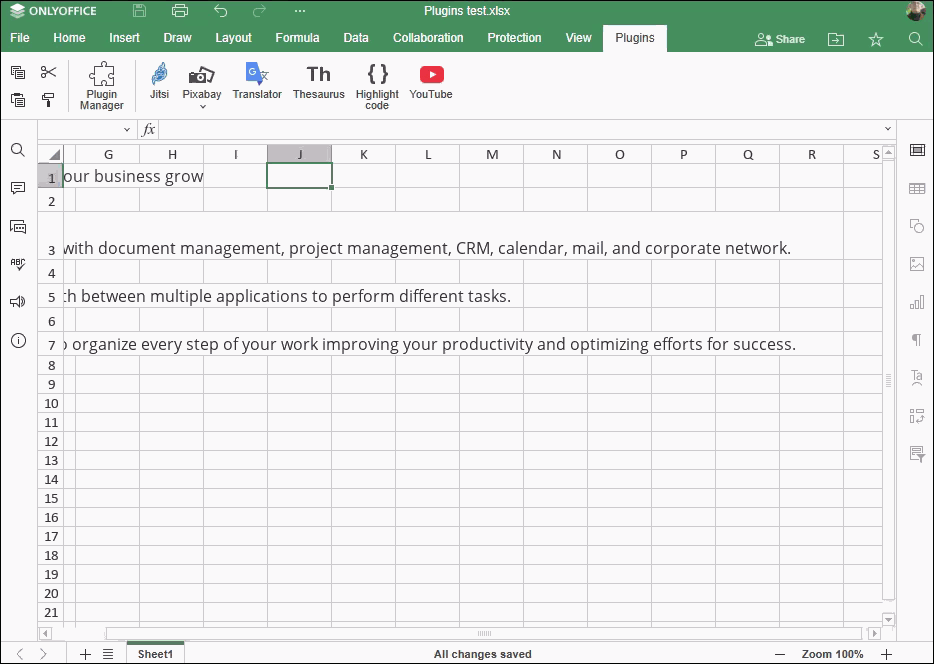 ONLYOFFICE
Plugins test.xlsx
File Home Insert Draw Layout Formula Data Collaboration Protection View Plugins Share
Plugin Manager
Jitsi
Pixabay
Translator
Th
Thesaurus
{ }
Highlight code
YouTube
fx
G H I J K L M N O P Q R S
1 our business grow
2
3 with document management, project management, CRM, calendar, mail, and corporate network.
4
5 th between multiple applications to perform different tasks.
6
7 o organize every step of your work improving your productivity and optimizing efforts for success.
8
9
10
11
12
13
14
15
16
17
18
19
20
21
ABC
Ta
Sheet1
All changes saved
Zoom 100%